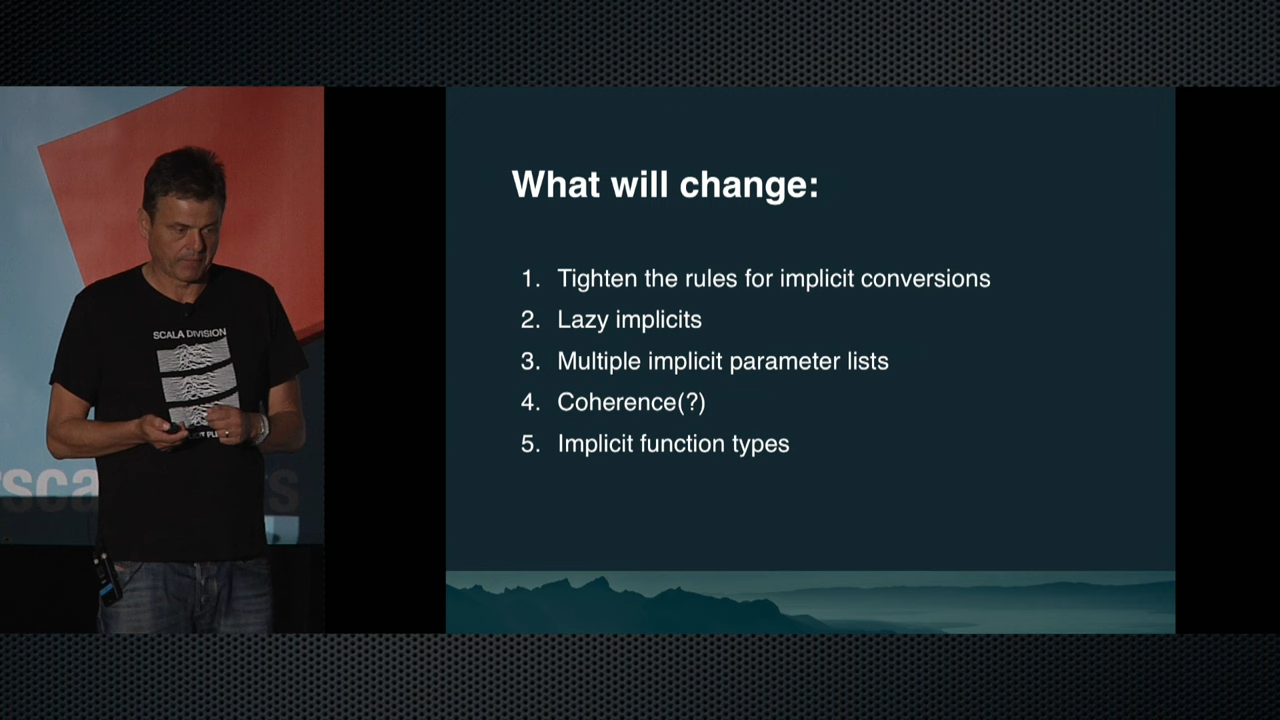 What will change:
1. Tighten the rules for implicit conversions
2. Lazy implicits
3. Multiple implicit parameter lists
4. Coherence(?)
5. Implicit function types
SCALA DIVISION